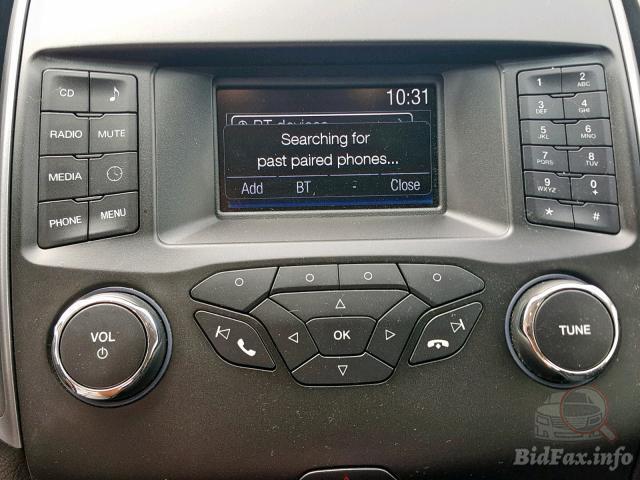 CD
RADIO
MUTE
MEDIA
PHONE
MENU
10:31
BT devices
Searching for
past paired phones...
Add BT - Close
1
2 ABC
3 DEF
4 GHI
5 JKL
6 MNO
7 PQRS
8 TUV
9 WXYZ
0 +
*
#
VOL
OK
TUNE
BidFax.info